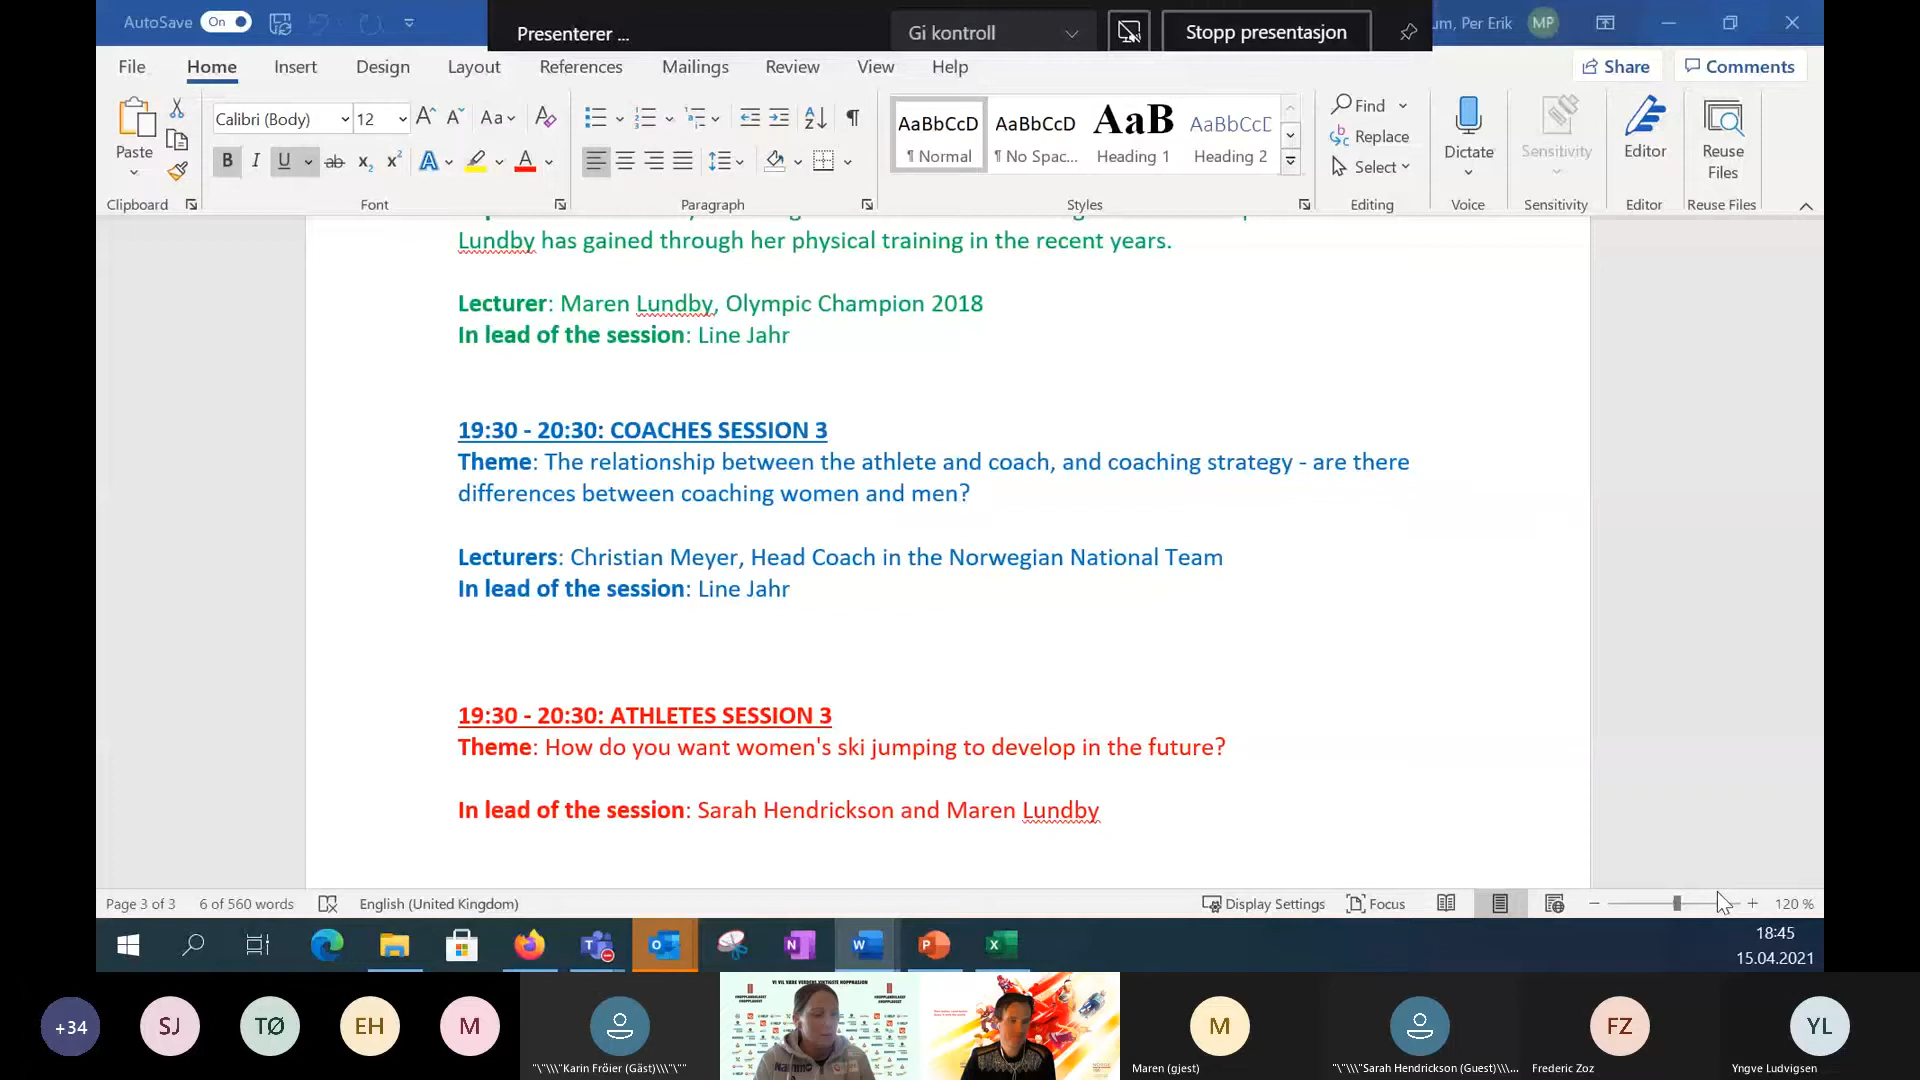 AutoSave On
Presenterer ...
Gi kontroll
Stopp presentasjon
um, Per Erik MP
File Home Insert Design Layout References Mailings Review View Help
Share Comments
Paste
Calibri (Body) 12
Aa
AaBbCcD AaBbCcD AaB AaBbCcD
¶ Normal ¶ No Spac... Heading 1 Heading 2
Find
Replace
Select
Dictate
Sensitivity
Editor
Reuse
Files
Clipboard Font Paragraph Styles Editing Voice Sensitivity Editor Reuse Files
Lundby has gained through her physical training in the recent years.
Lecturer: Maren Lundby, Olympic Champion 2018
In lead of the session: Line Jahr
19:30 - 20:30: COACHES SESSION 3
Theme: The relationship between the athlete and coach, and coaching strategy - are there
differences between coaching women and men?
Lecturers: Christian Meyer, Head Coach in the Norwegian National Team
In lead of the session: Line Jahr
19:30 - 20:30: ATHLETES SESSION 3
Theme: How do you want women's ski jumping to develop in the future?
In lead of the session: Sarah Hendrickson and Maren Lundby
Page 3 of 3 6 of 560 words English (United Kingdom) Display Settings Focus 120 %
18:45
15.04.2021
+34 SJ TØ EH M M FZ YL
VI VIL VÆRE VERDENS VIKTIGSTE HOPPNASJON
"\"\\\"Karin Fröier (Gäst)\\\"\""
Maren (gjest)
"\"\\\"Sarah Hendrickson (Guest)\\\...
Frederic Zoz
Yngve Ludvigsen